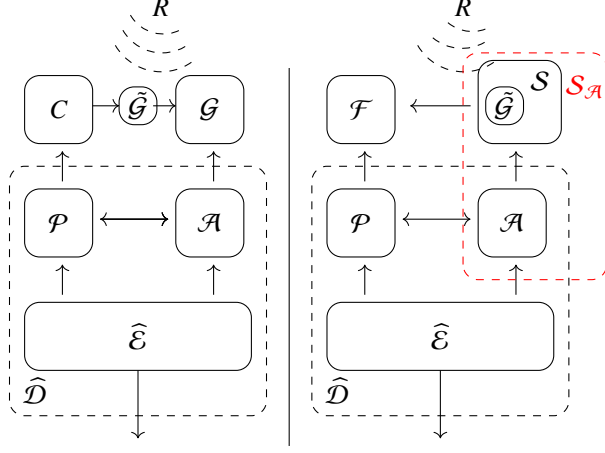 R R
C 𝒢̃ 𝒢 ℱ 𝒢̃ 𝒮 𝒮_𝒜
𝒫 𝒜 𝒫 𝒜
ℰ̂ ℰ̂
𝒟̂ 𝒟̂